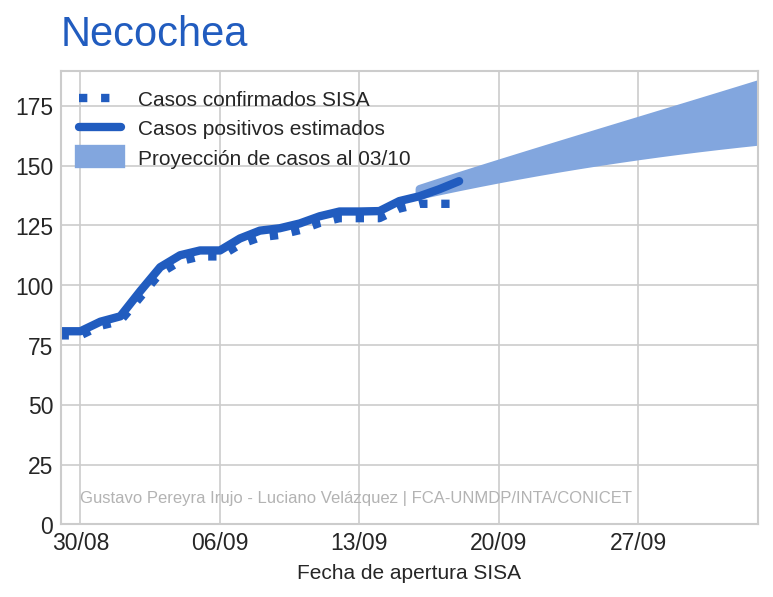 Necochea
Casos confirmados SISA
Casos positivos estimados
Proyección de casos al 03/10
175
150
125
100
75
50
25
0
Gustavo Pereyra Irujo - Luciano Velázquez | FCA-UNMDP/INTA/CONICET
30/08 06/09 13/09 20/09 27/09
Fecha de apertura SISA